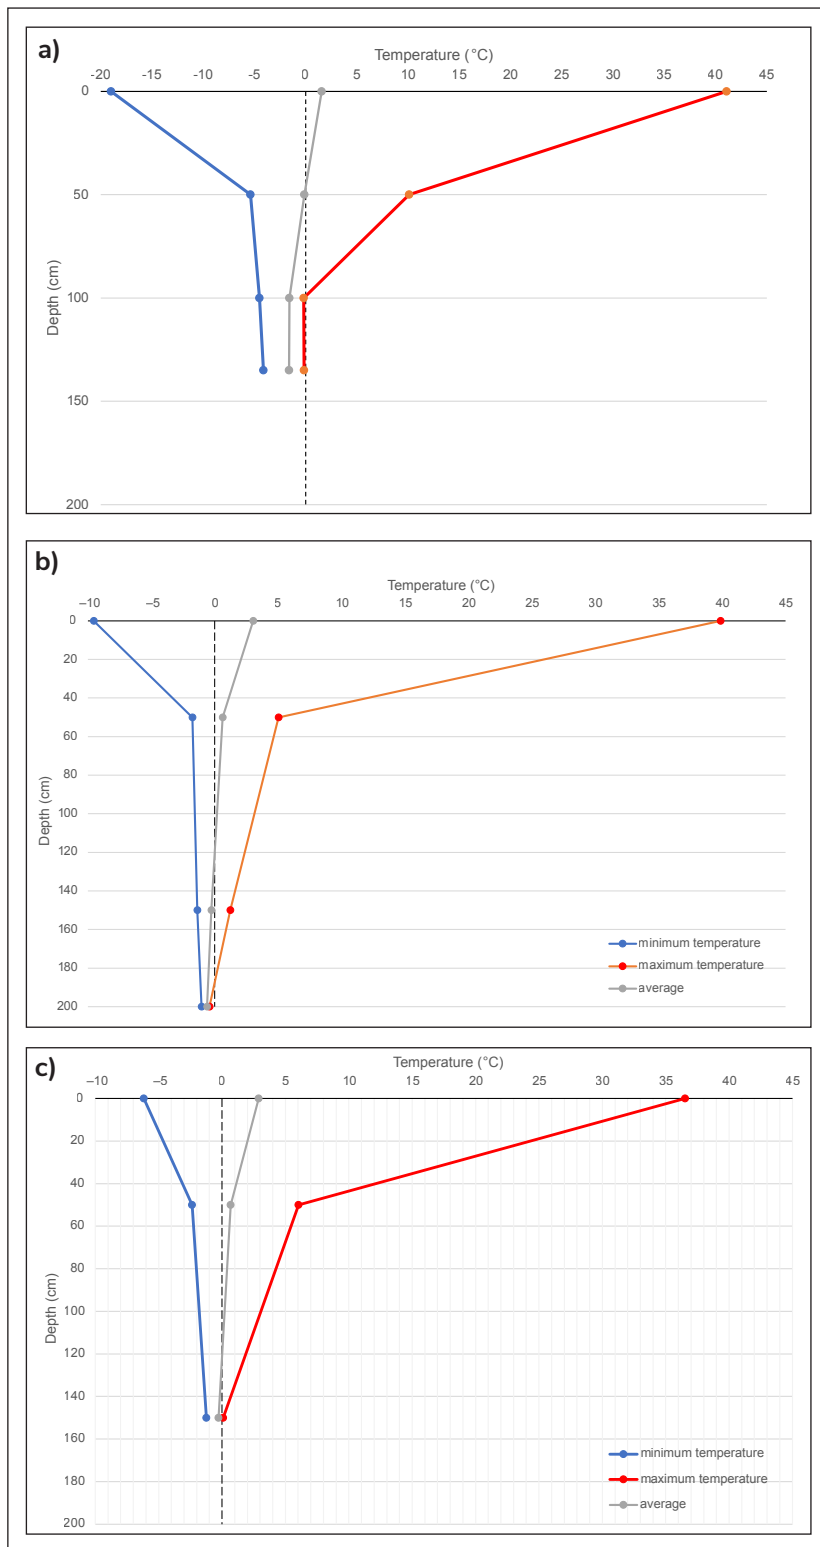 a)
Temperature (°C)
-20 -15 -10 -5 0 5 10 15 20 25 30 35 40 45
0
50
100
150
200
Depth (cm)
b)
Temperature (°C)
–10 –5 0 5 10 15 20 25 30 35 40 45
0
20
40
60
80
100
120
140
160
180
200
Depth (cm)
minimum temperature
maximum temperature
average
c)
Temperature (°C)
–10 –5 0 5 10 15 20 25 30 35 40 45
0
20
40
60
80
100
120
140
160
180
200
Depth (cm)
minimum temperature
maximum temperature
average